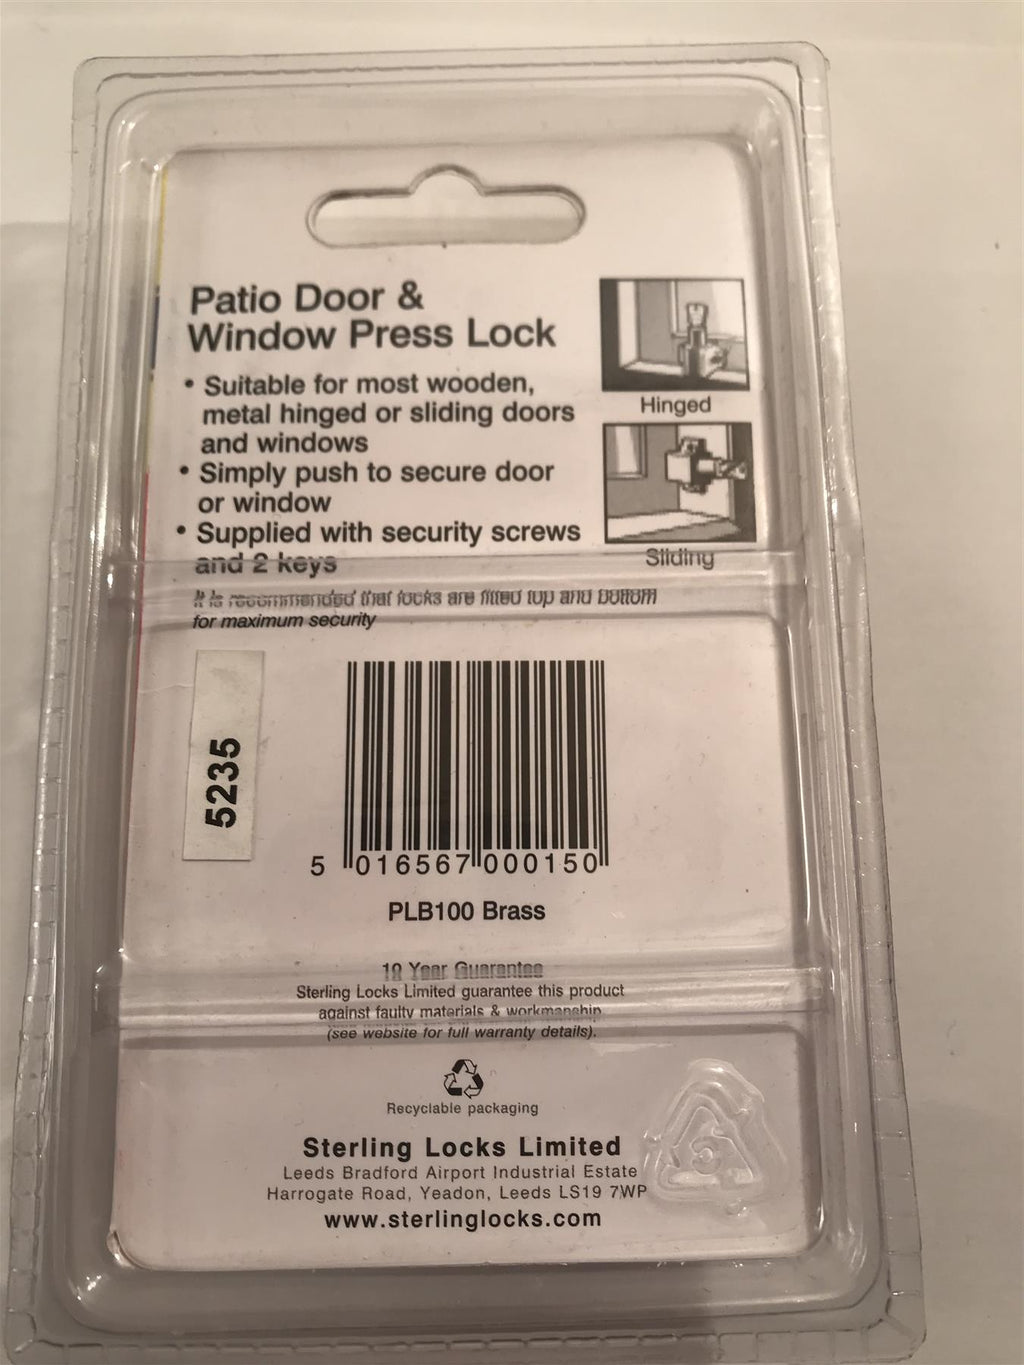 Patio Door &
Window Press Lock
• Suitable for most wooden,
metal hinged or sliding doors
and windows
• Simply push to secure door
or window
• Supplied with security screws
and 2 keys
It is recommended that locks are fitted top and bottom
for maximum security
Hinged
Sliding
5235
5 016567 000150
PLB100 Brass
10 Year Guarantee
Sterling Locks Limited guarantee this product
against faulty materials & workmanship
(see website for full warranty details).
Recyclable packaging
Sterling Locks Limited
Leeds Bradford Airport Industrial Estate
Harrogate Road, Yeadon, Leeds LS19 7WP
www.sterlinglocks.com